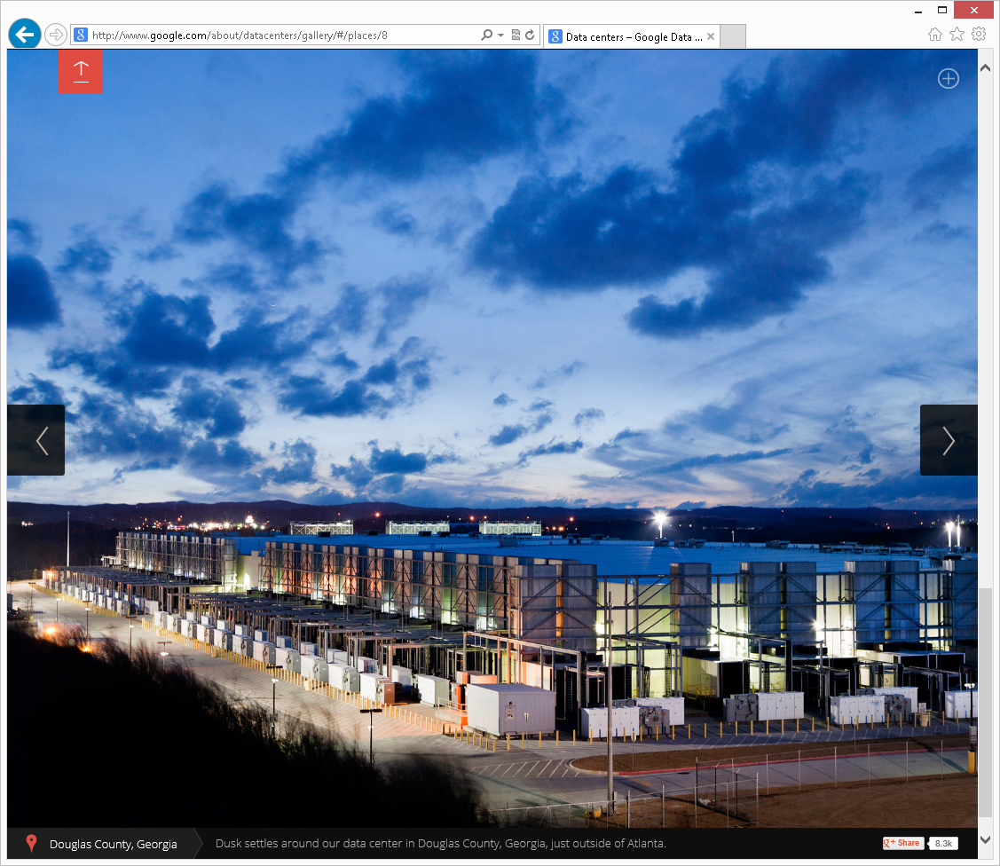 http://www.google.com/about/datacenters/gallery/#/places/8
Data centers – Google Data ...
Douglas County, Georgia
Dusk settles around our data center in Douglas County, Georgia, just outside of Atlanta.
g+ Share
8.3k